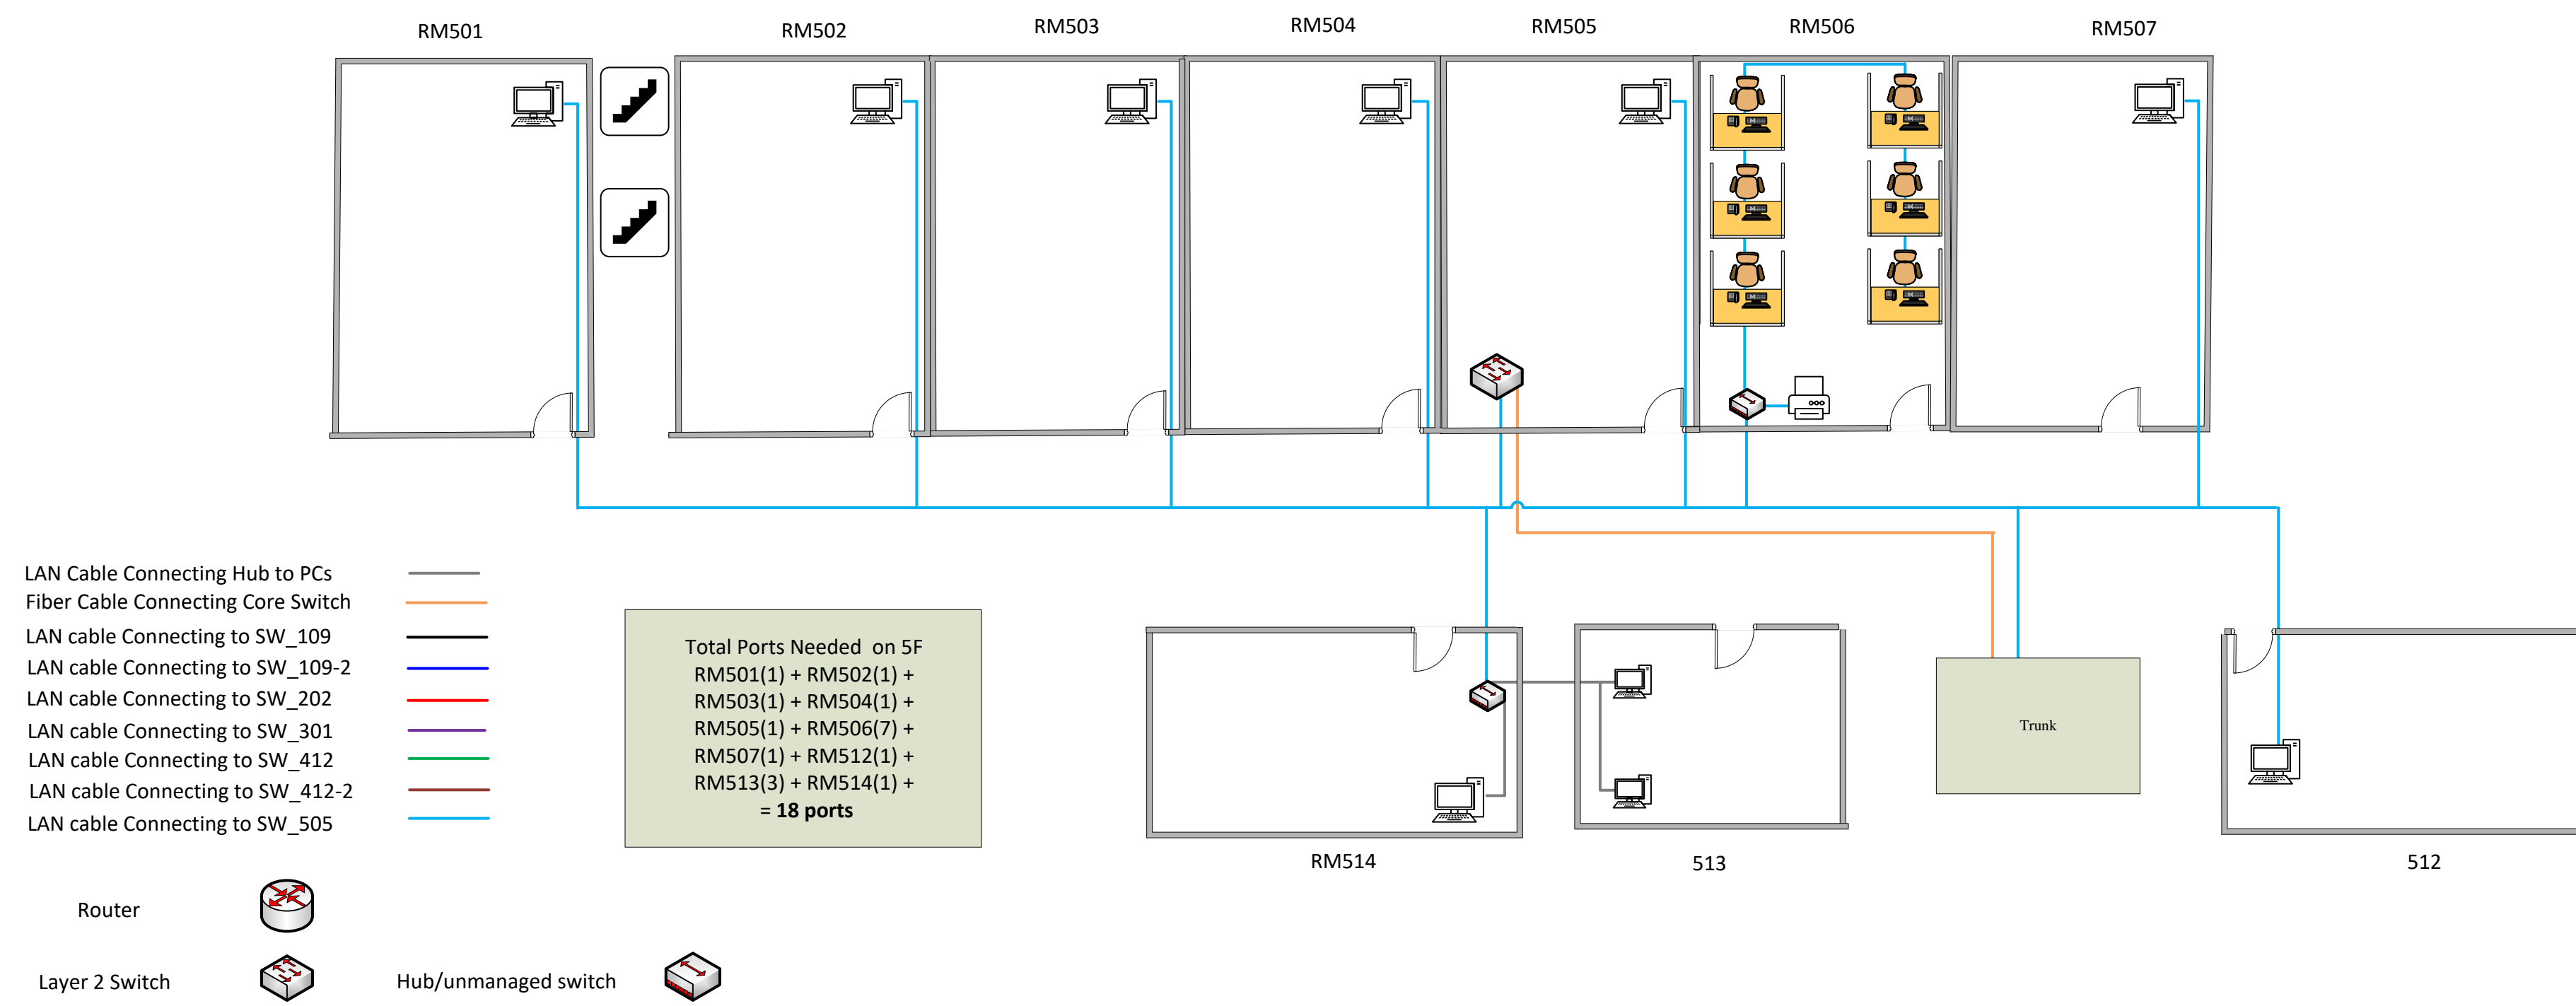 RM501
RM502
RM503
RM504
RM505
RM506
RM507
LAN Cable Connecting Hub to PCs
Fiber Cable Connecting Core Switch
LAN cable Connecting to SW_109
LAN cable Connecting to SW_109-2
LAN cable Connecting to SW_202
LAN cable Connecting to SW_301
LAN cable Connecting to SW_412
LAN cable Connecting to SW_412-2
LAN cable Connecting to SW_505
Total Ports Needed on 5F
RM501(1) + RM502(1) +
RM503(1) + RM504(1) +
RM505(1) + RM506(7) +
RM507(1) + RM512(1) +
RM513(3) + RM514(1) +
= 18 ports
Trunk
RM514
513
512
Router
Layer 2 Switch
Hub/unmanaged switch